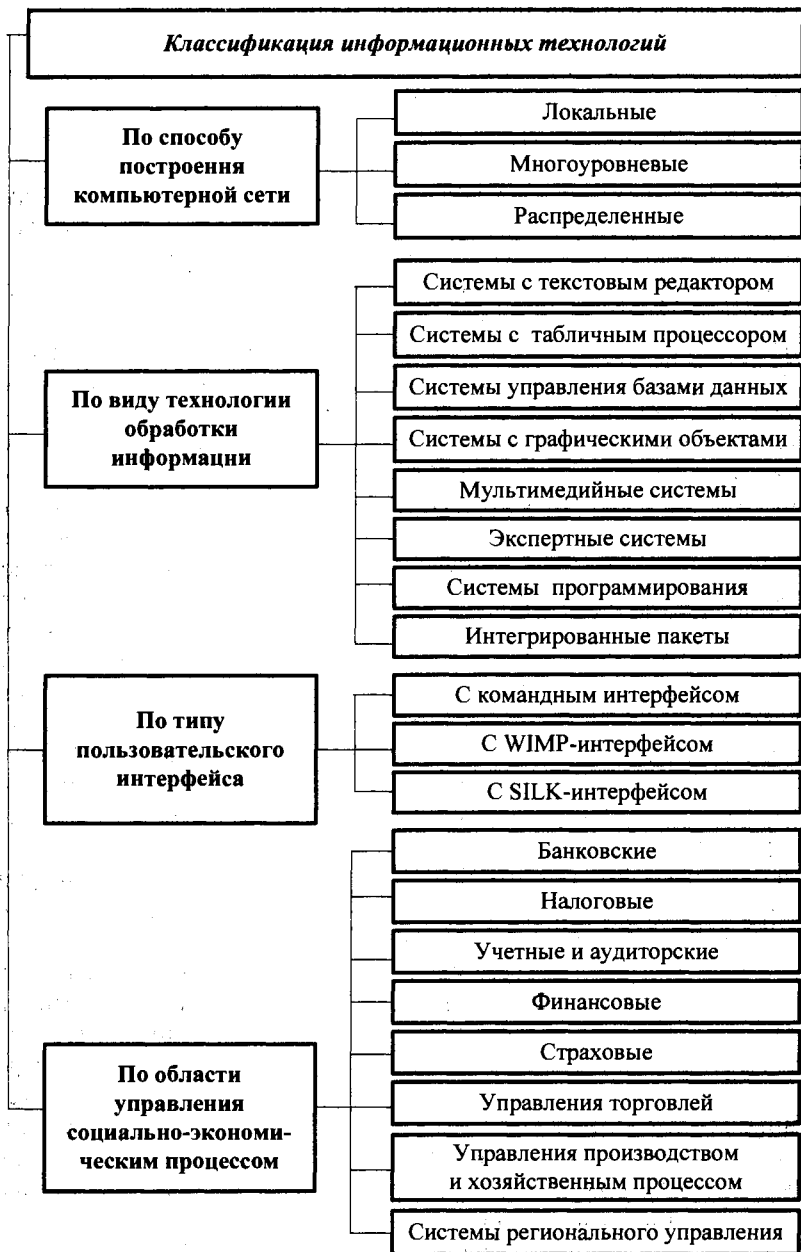 Классификация информационных технологий
По способу
построения
компьютерной сети
Локальные
Многоуровневые
Распределенные
По виду технологии
обработки
информации
Системы с текстовым редактором
Системы с табличным процессором
Системы управления базами данных
Системы с графическими объектами
Мультимедийные системы
Экспертные системы
Системы программирования
Интегрированные пакеты
По типу
пользовательского
интерфейса
С командным интерфейсом
С WIMP-интерфейсом
С SILK-интерфейсом
По области
управления
социально-экономи-
ческим процессом
Банковские
Налоговые
Учетные и аудиторские
Финансовые
Страховые
Управления торговлей
Управления производством
и хозяйственным процессом
Системы регионального управления